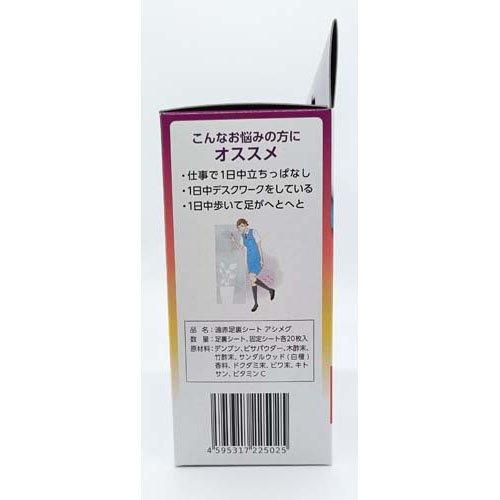 こんなお悩みの方に
オススメ
・仕事で1日中立ちっぱなし
・1日中デスクワークをしている
・1日中歩いて足がへとへと
品 名：遠赤足裏シート アシメグ
数 量：足裏シート、固定シート各20枚入
原材料：デンプン、ピサパウダー、木酢末、
竹酢末、サンダルウッド(白檀)
香料、ドクダミ末、ビワ末、キト
サン、ビタミンC
4595317225025